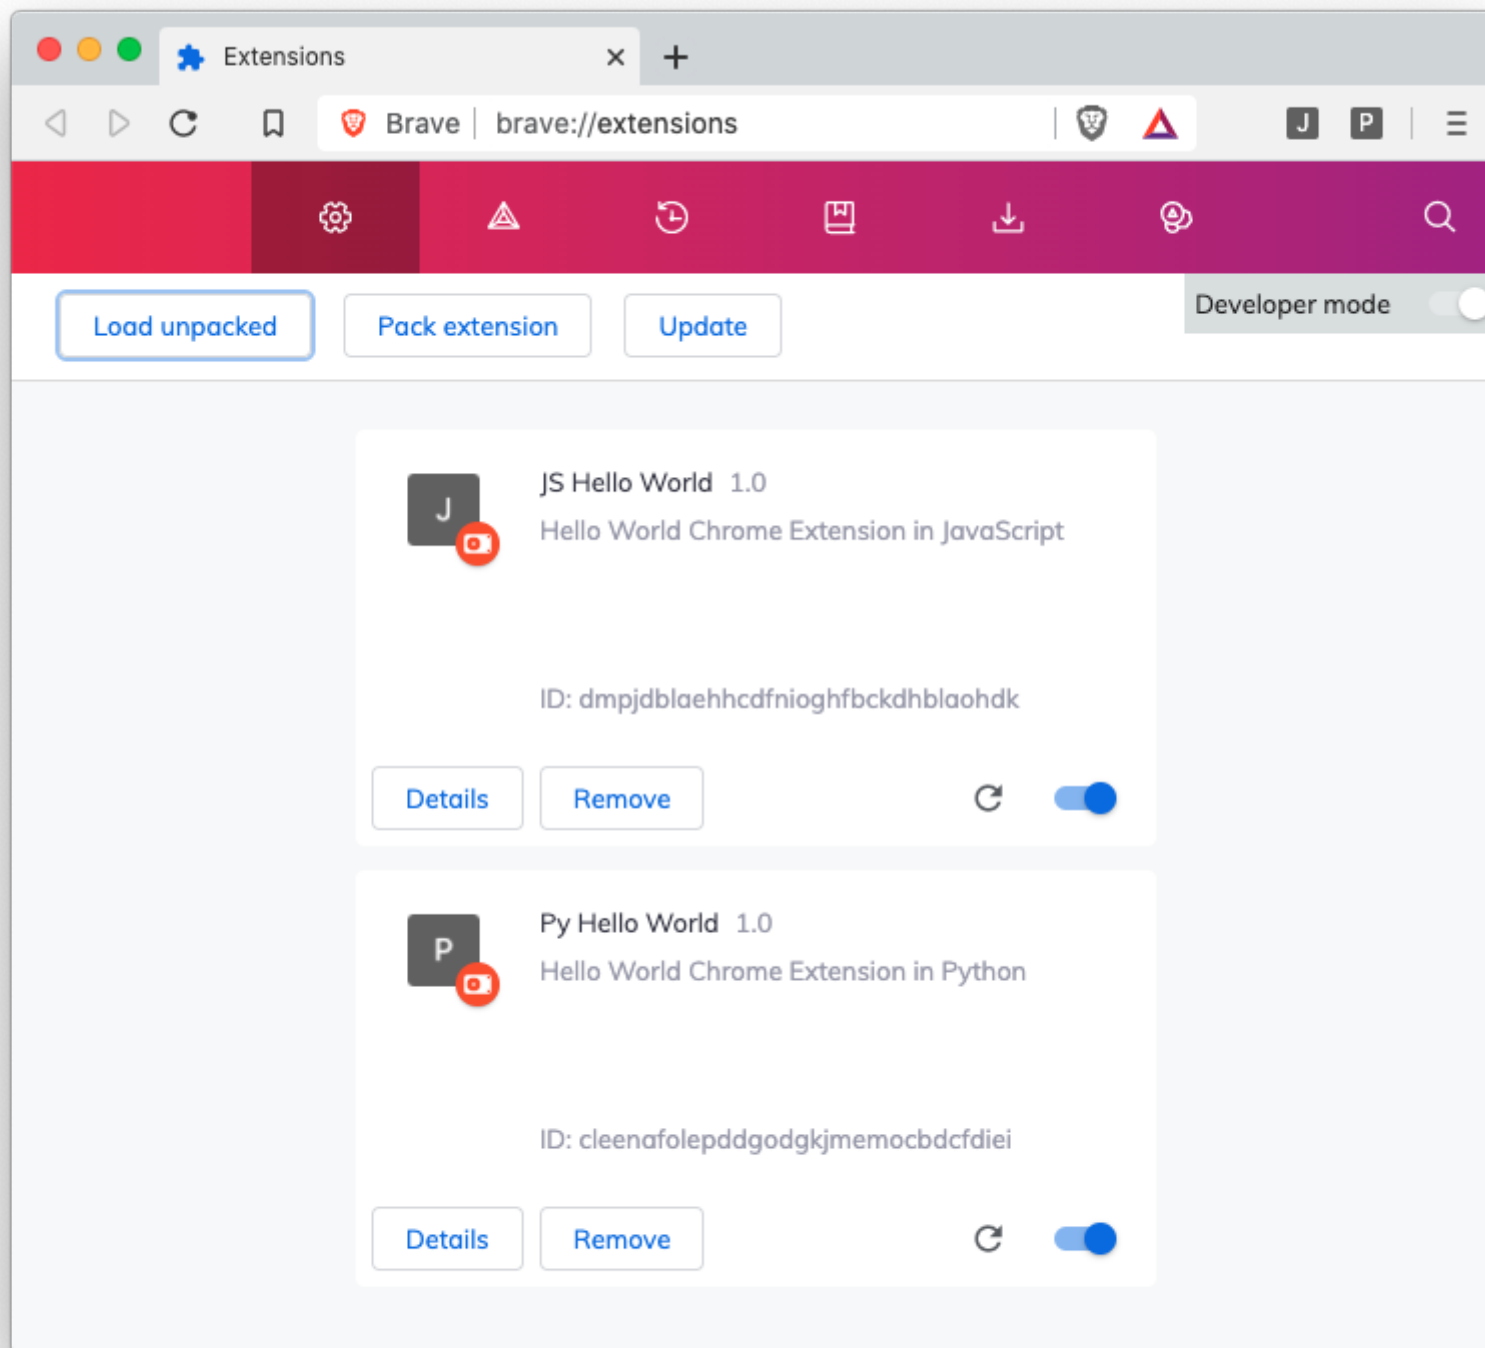 Extensions
Brave brave://extensions
J P
Load unpacked Pack extension Update Developer mode
J
JS Hello World 1.0
Hello World Chrome Extension in JavaScript
ID: dmpjdblaehhcdfnioghfbckdhblaohdk
Details Remove
P
Py Hello World 1.0
Hello World Chrome Extension in Python
ID: cleenafolepddgodgkjmemocbdcfdiei
Details Remove